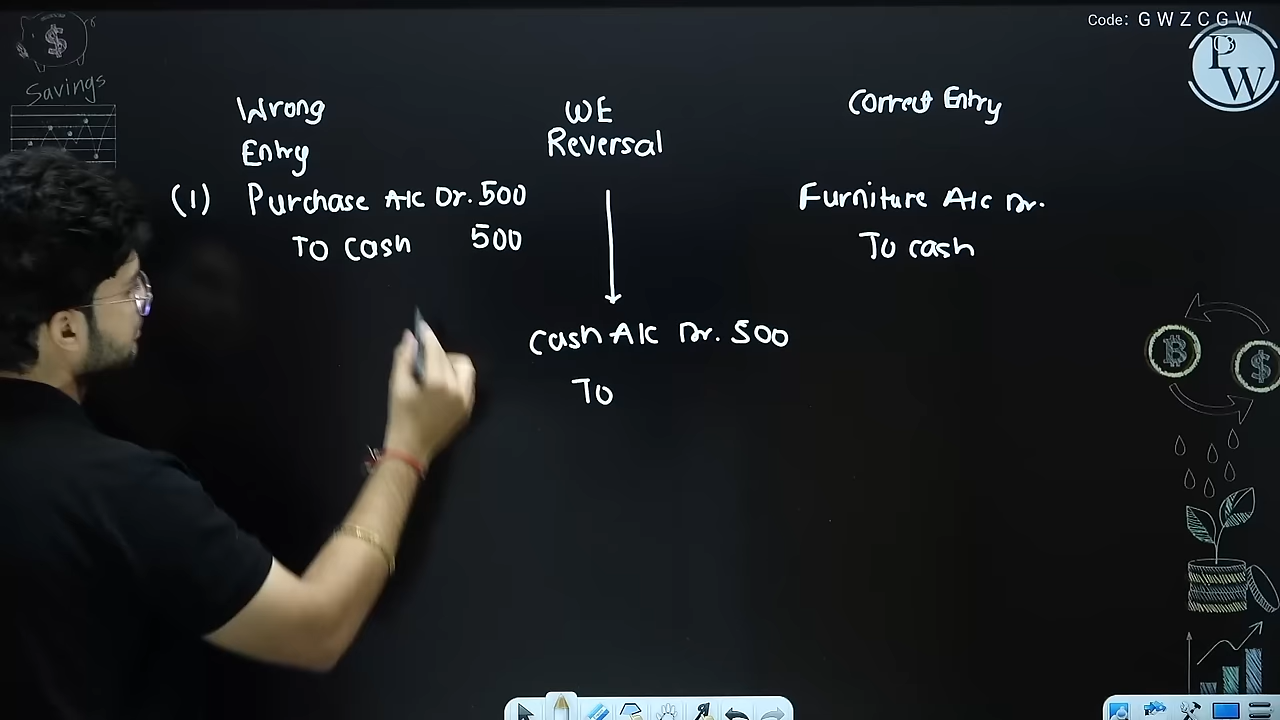 Code: G W Z C G W
PW
Savings
Wrong
Entry
WE
Reversal
Correct Entry
(1) Purchase A/C Dr. 500
To Cash 500
Furniture A/C Dr.
To cash
Cash A/C Dr. 500
To